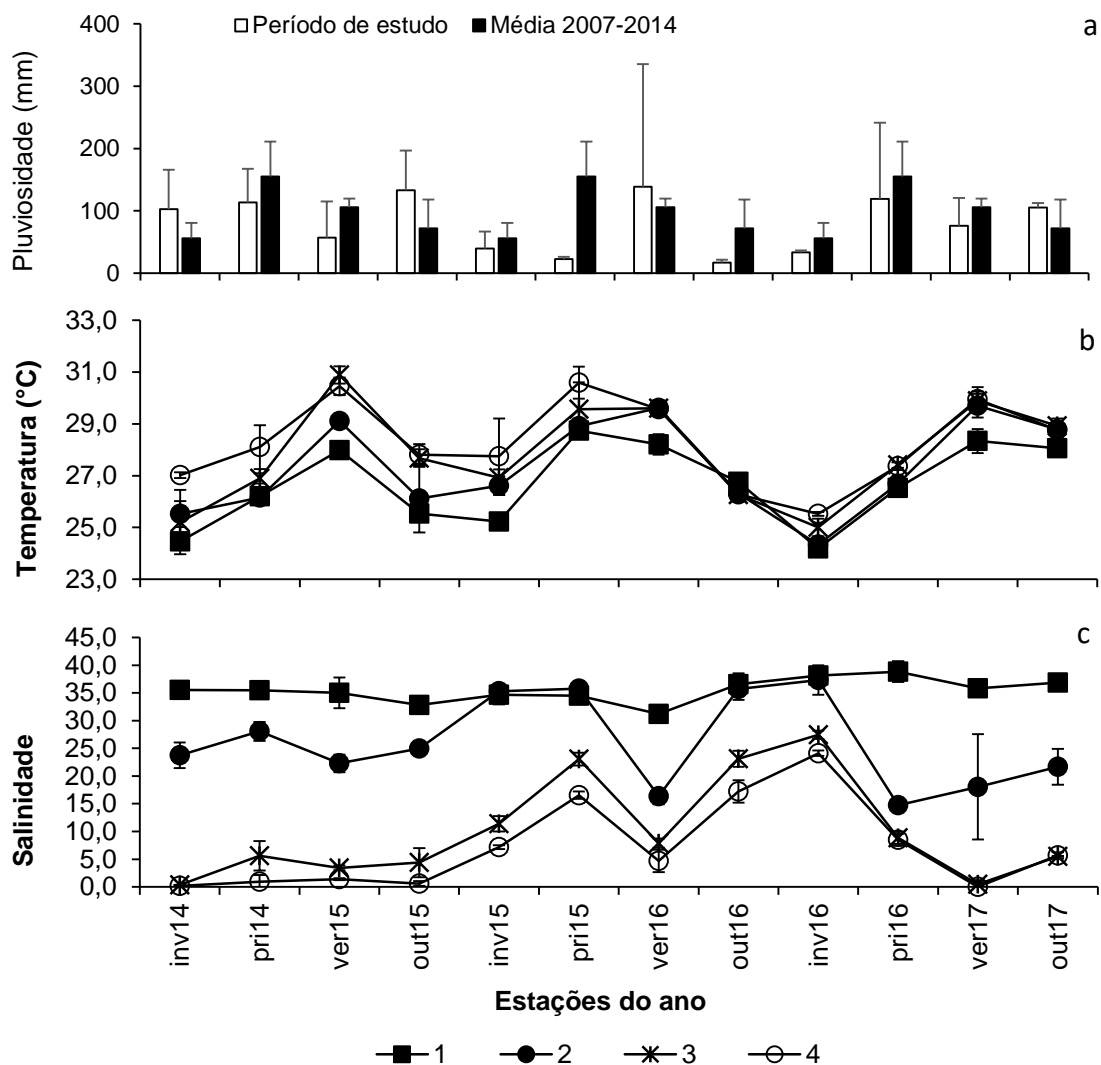 400
Período de estudo
Média 2007-2014
a
300
200
100
0
Pluviosidade (mm)
33,0
b
31,0
29,0
27,0
25,0
23,0
Temperatura (°C)
45,0
c
40,0
35,0
30,0
25,0
20,0
15,0
10,0
5,0
0,0
Salinidade
inv14
pri14
ver15
out15
inv15
pri15
ver16
out16
inv16
pri16
ver17
out17
Estações do ano
1
2
3
4